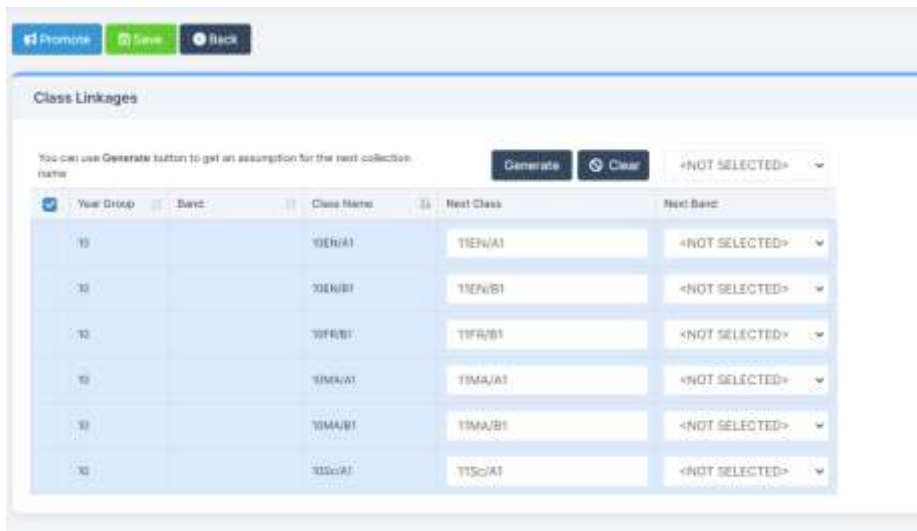 Promote Save Back
Class Linkages
You can use Generate button to get an assumption for the next collection
name
Generate Clear <NOT SELECTED>
Year Group Band Class Name Next Class Next Band
10 10EN/A1 11EN/A1 <NOT SELECTED>
10 10EN/B1 11EN/B1 <NOT SELECTED>
10 10FR/B1 11FR/B1 <NOT SELECTED>
10 10MA/A1 11MA/A1 <NOT SELECTED>
10 10MA/B1 11MA/B1 <NOT SELECTED>
10 10Sc/A1 11Sc/A1 <NOT SELECTED>